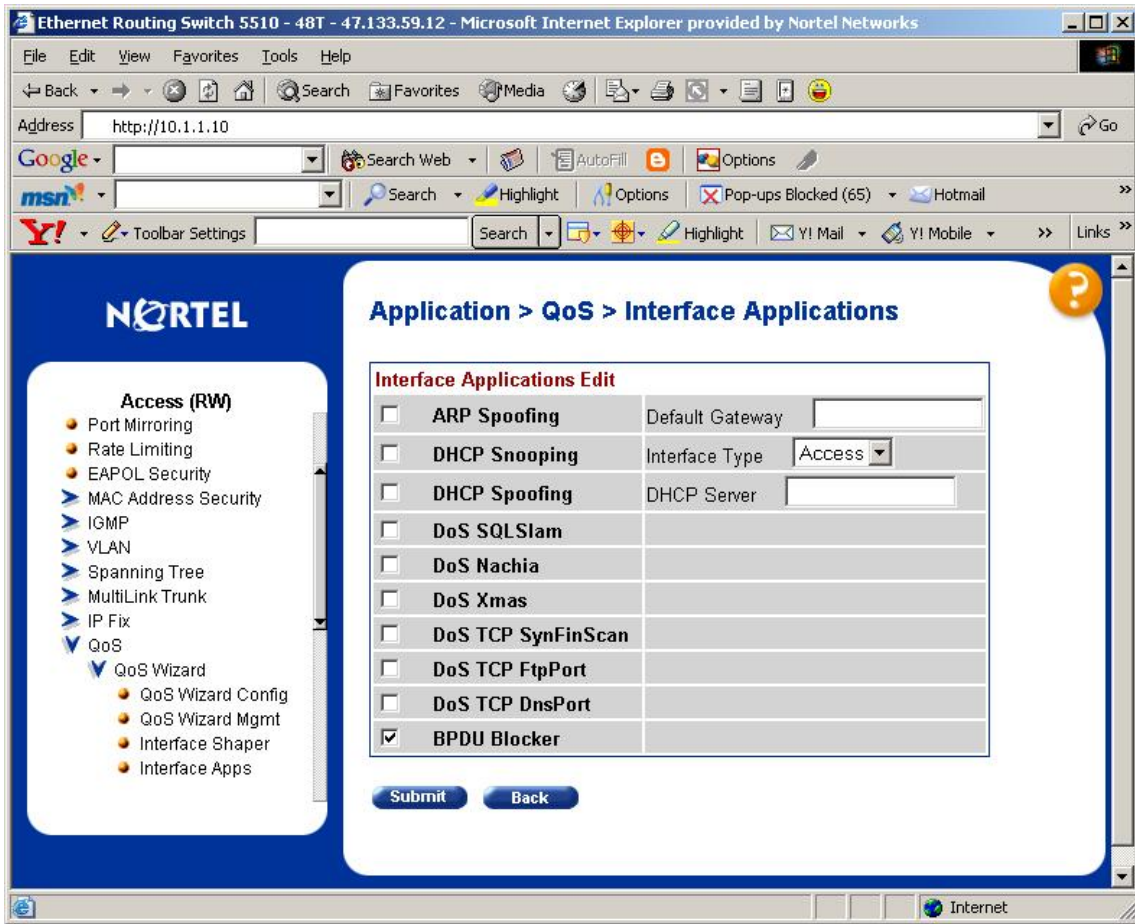 Ethernet Routing Switch 5510 - 48T - 47.133.59.12 - Microsoft Internet Explorer provided by Nortel Networks
File Edit View Favorites Tools Help
Back Search Favorites Media
Address http://10.1.1.10 Go
Google Search Web AutoFill Options
msn Search Highlight Options Pop-ups Blocked (65) Hotmail »
Y! Toolbar Settings Search Highlight Y! Mail Y! Mobile » Links »
NORTEL
Access (RW)
Port Mirroring
Rate Limiting
EAPOL Security
MAC Address Security
IGMP
VLAN
Spanning Tree
MultiLink Trunk
IP Fix
QoS
QoS Wizard
QoS Wizard Config
QoS Wizard Mgmt
Interface Shaper
Interface Apps
?
Application > QoS > Interface Applications
Interface Applications Edit
ARP Spoofing Default Gateway
DHCP Snooping Interface Type Access
DHCP Spoofing DHCP Server
DoS SQLSlam
DoS Nachia
DoS Xmas
DoS TCP SynFinScan
DoS TCP FtpPort
DoS TCP DnsPort
BPDU Blocker
Submit Back
Internet